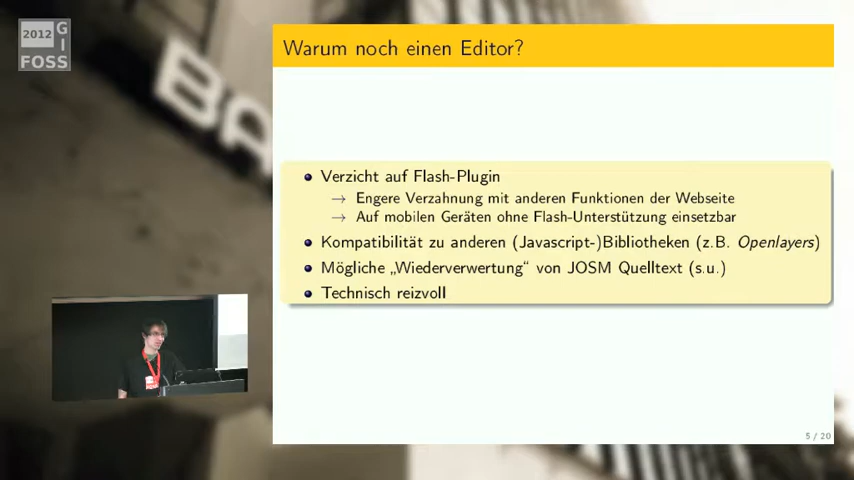 2012
G
I
FOSS
BA
Warum noch einen Editor?
Verzicht auf Flash-Plugin
→ Engere Verzahnung mit anderen Funktionen der Webseite
→ Auf mobilen Geräten ohne Flash-Unterstützung einsetzbar
Kompatibilität zu anderen (Javascript-)Bibliotheken (z.B. Openlayers)
Mögliche „Wiederverwertung“ von JOSM Quelltext (s.u.)
Technisch reizvoll
5 / 20